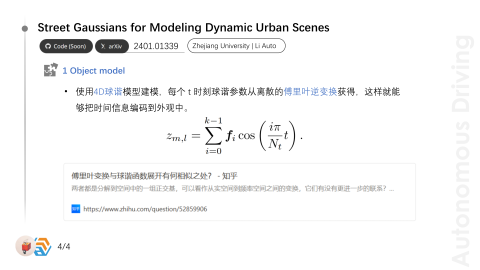 Street Gaussians for Modeling Dynamic Urban Scenes
Code (Soon) arXiv 2401.01339 Zhejiang University | Li Auto
1 Object model
• 使用4D球谐模型建模，每个 t 时刻球谐参数从离散的傅里叶逆变换获得，这样就能
够把时间信息编码到外观中。
z_{m,l} = \sum_{i=0}^{k-1} f_i \cos\left(\frac{i\pi}{N_t} t\right).
傅里叶变换与球谐函数展开有何相似之处？ - 知乎
两者都是分解到空间中的一组正交基，可以看作从实空间到频率空间之间的变换，它们有没有更进一步的联系？ …
知乎 https://www.zhihu.com/question/52859906
4/4
Autonomous Driving